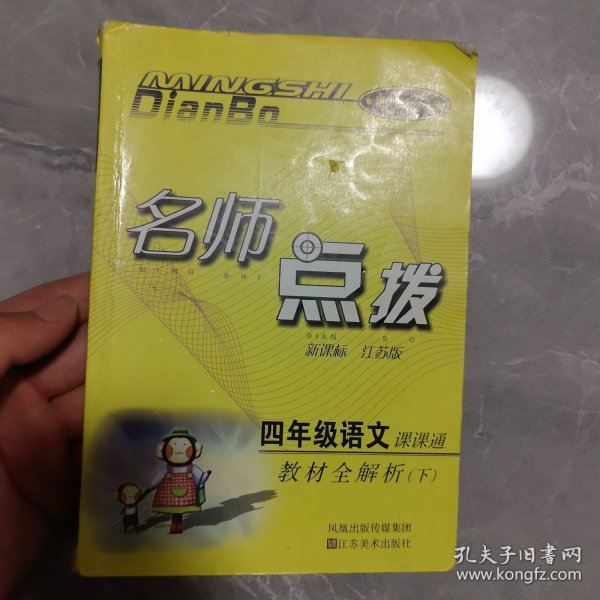 MINGSHI
DianBo
名师
MING SHI
点拨
DIAN BO
新课标 江苏版
四年级语文 课课通
教材全解析(下)
凤凰出版传媒集团
江苏美术出版社
孔夫子旧书网
www.kongfz.com